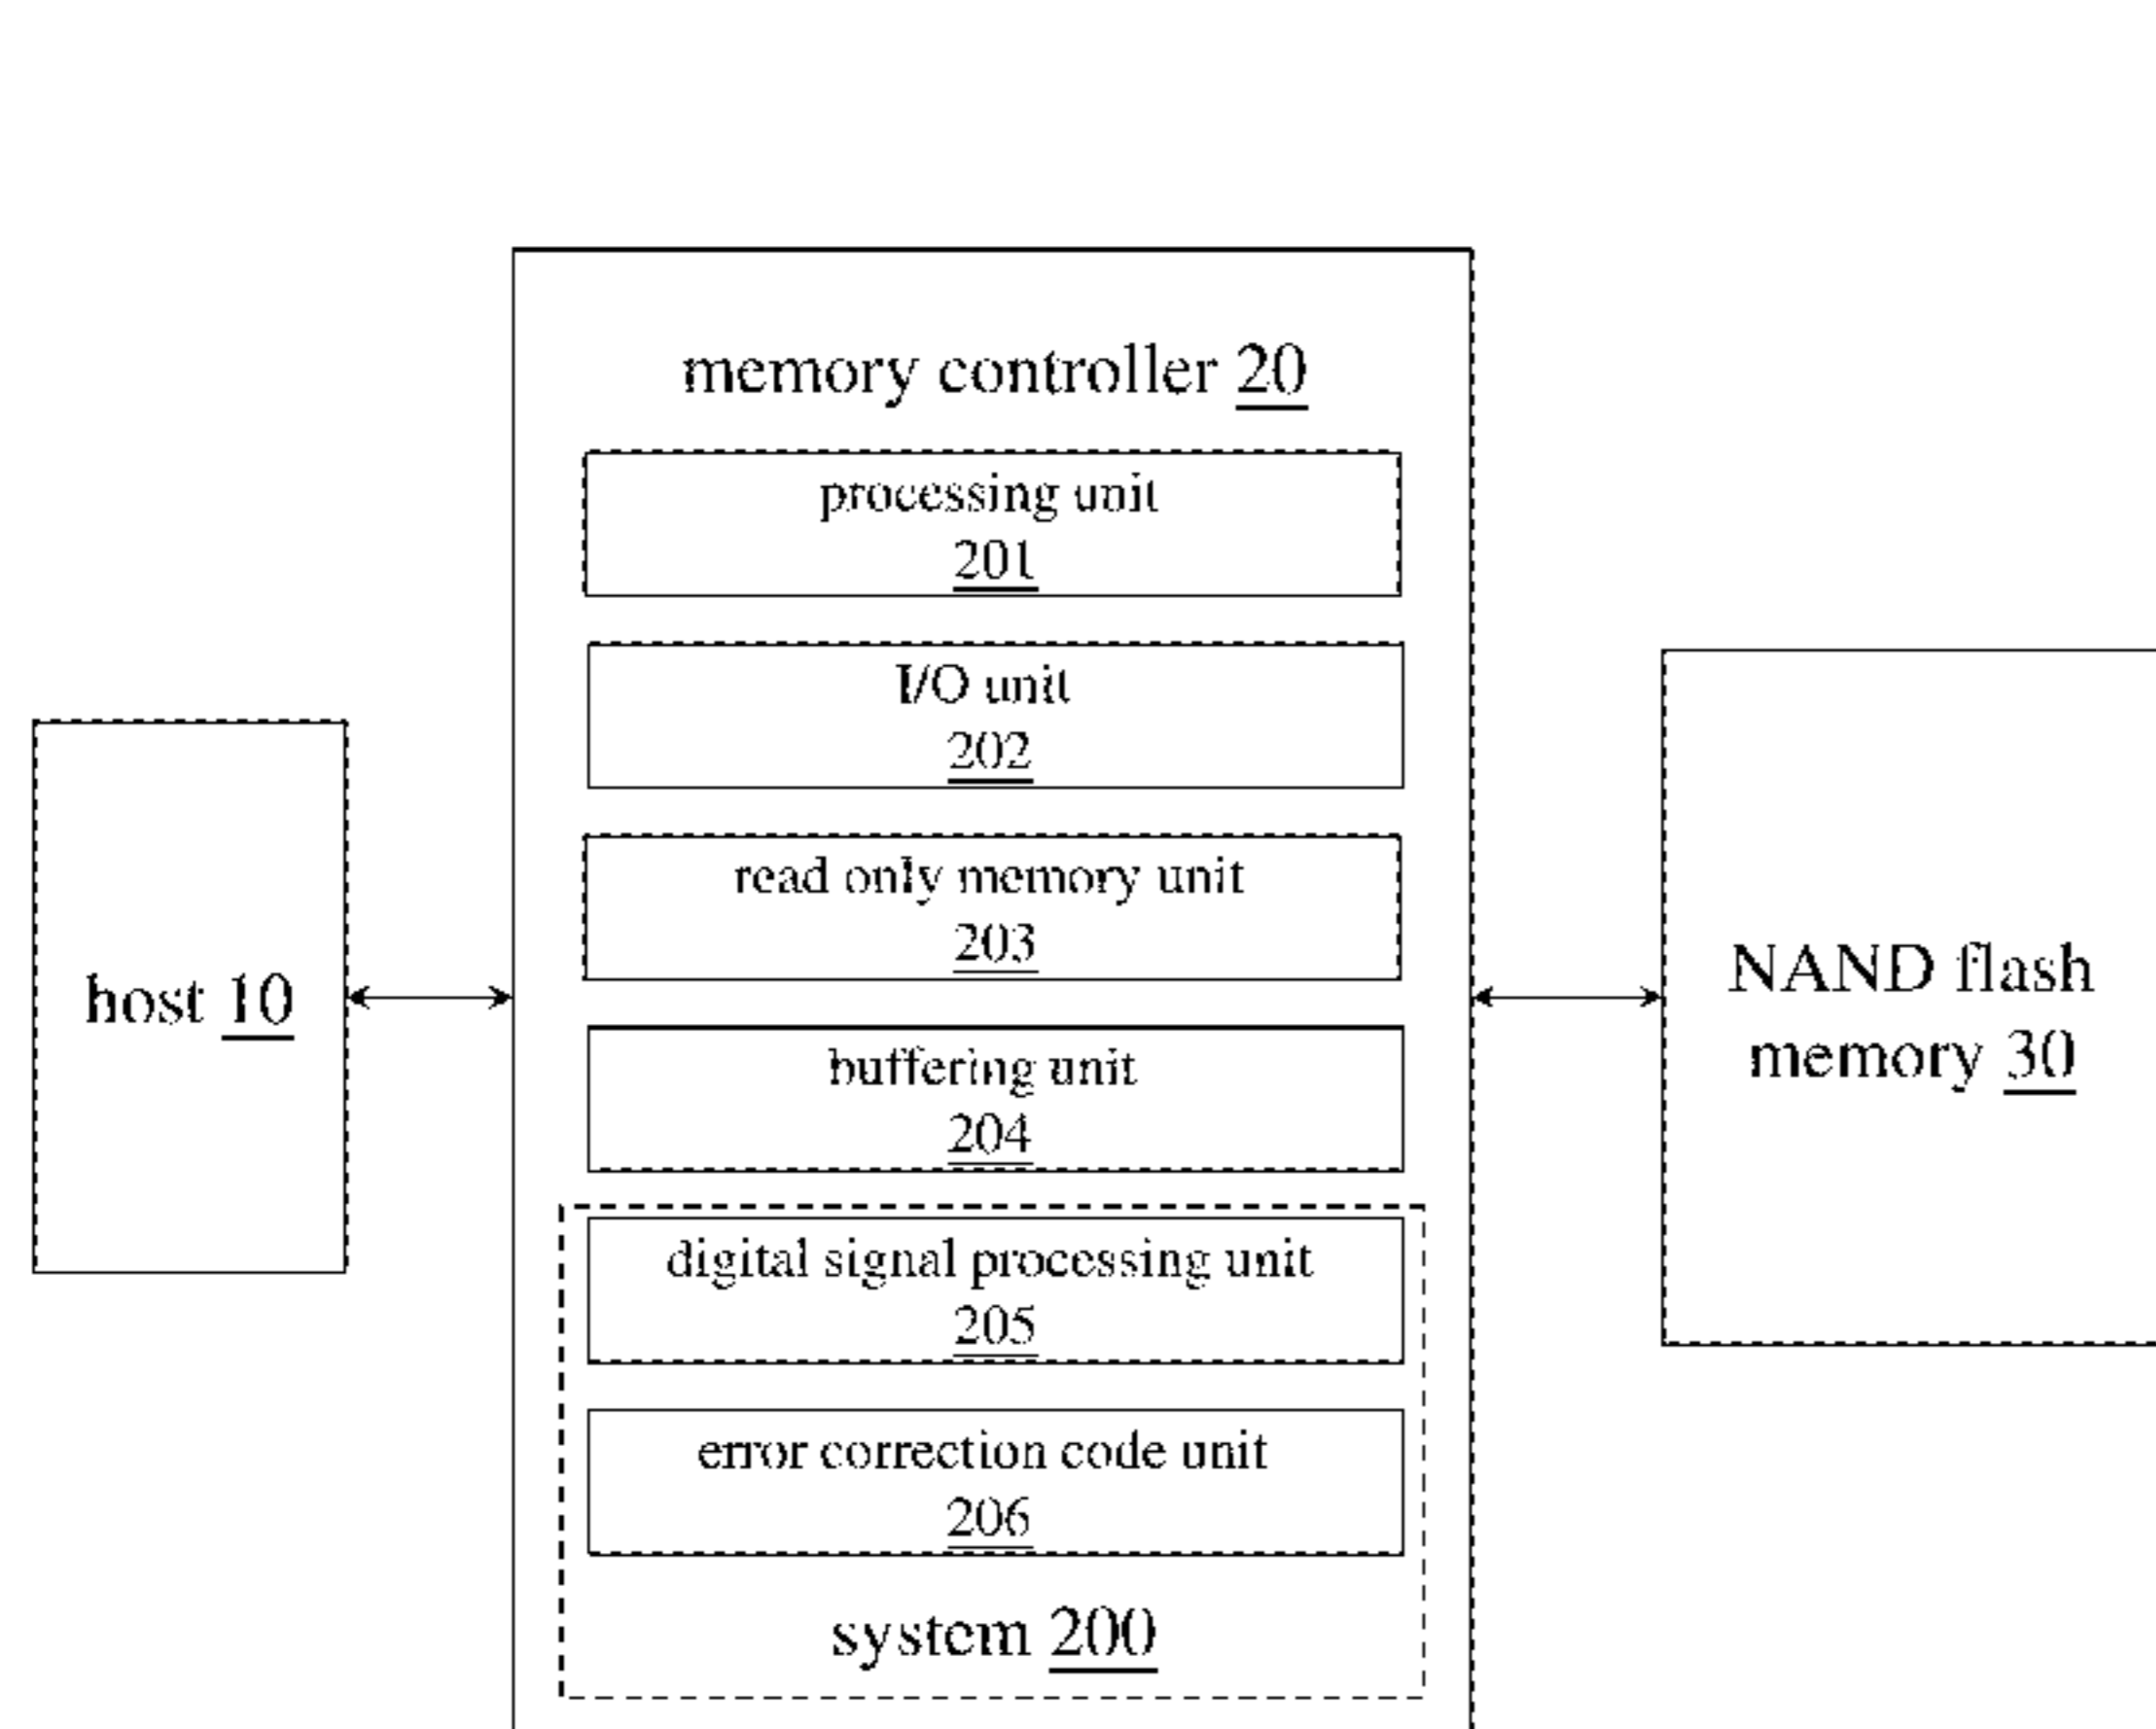 memory controller 20
processing unit
201
I/O unit
202
read only memory unit
203
host 10
buffering unit
204
digital signal processing unit
205
error correction code unit
206
system 200
NAND flash
memory 30